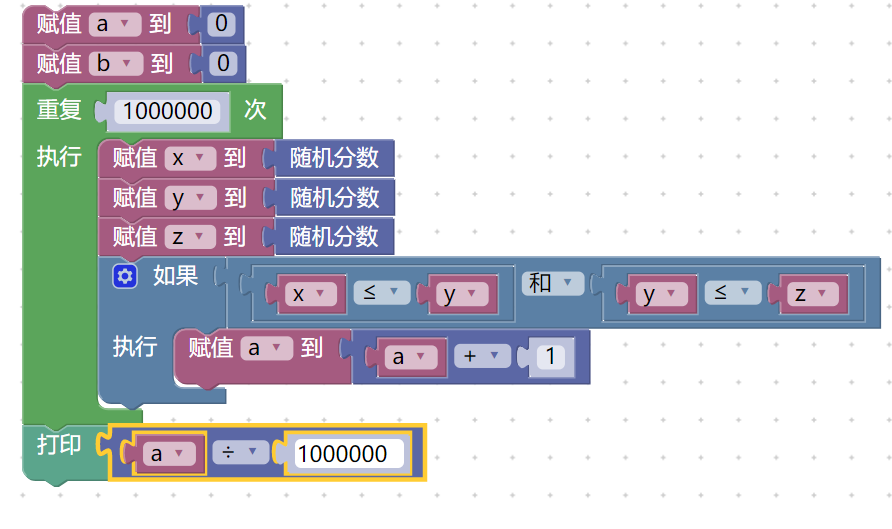 赋值 a 到 0
赋值 b 到 0
重复 1000000 次
执行 赋值 x 到 随机分数
赋值 y 到 随机分数
赋值 z 到 随机分数
如果 x ≤ y 和 y ≤ z
执行 赋值 a 到 a + 1
打印 a ÷ 1000000